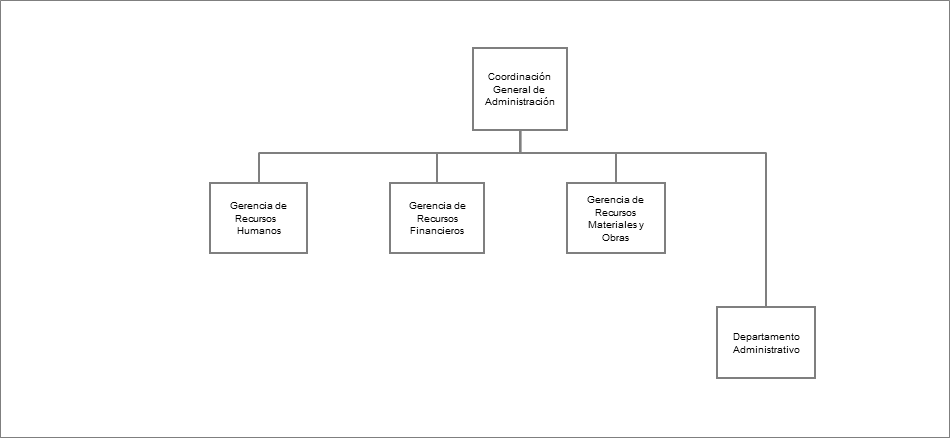 Coordinación
General de
Administración
Gerencia de
Recursos
Humanos
Gerencia de
Recursos
Financieros
Gerencia de
Recursos
Materiales y
Obras
Departamento
Administrativo